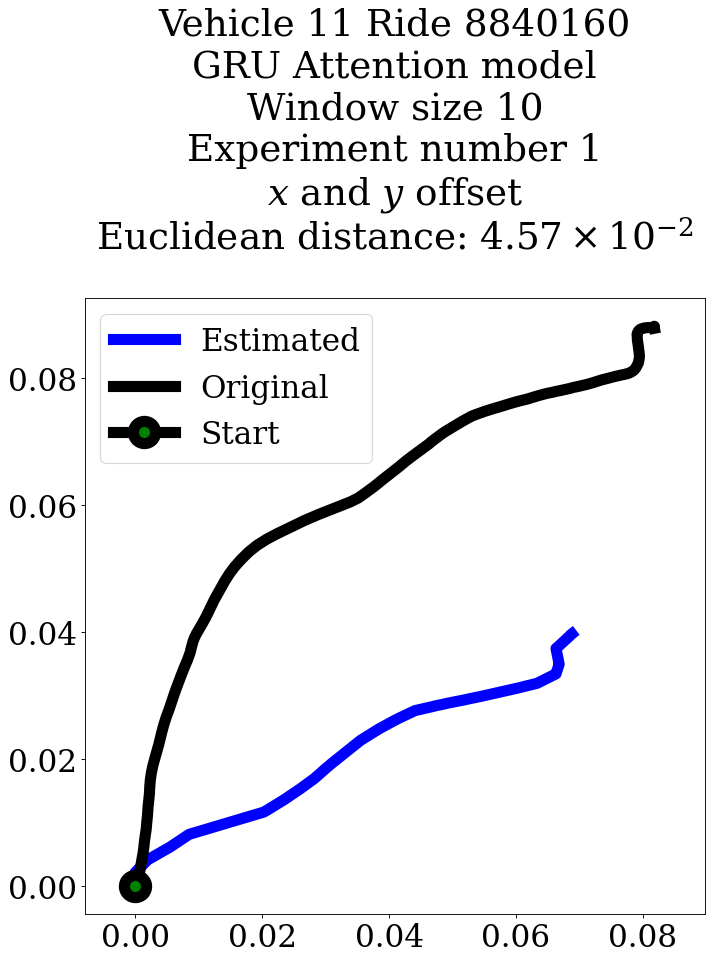 Vehicle 11 Ride 8840160
GRU Attention model
Window size 10
Experiment number 1
x and y offset
Euclidean distance: 4.57 × 10⁻²
Estimated
Original
Start
0.08
0.06
0.04
0.02
0.00
0.00 0.02 0.04 0.06 0.08